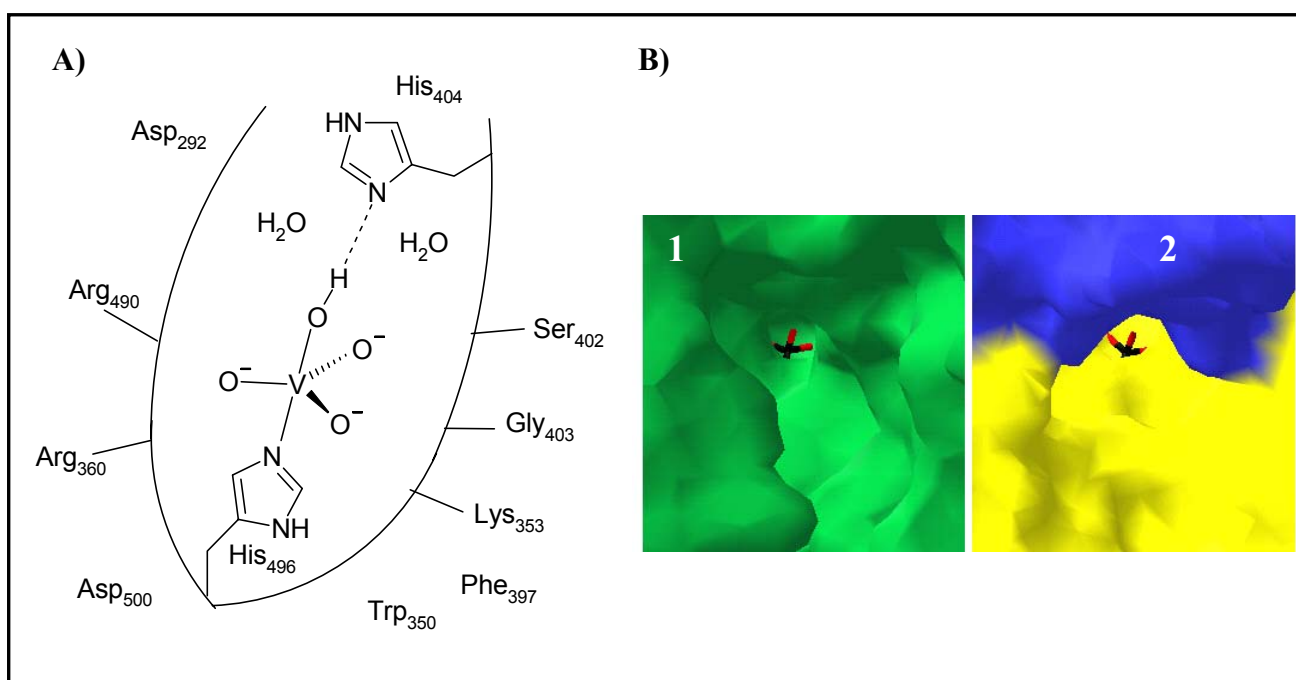 A)
B)
His404
Asp292
HN
N
H2O
H2O
H
1
2
Arg490
O
Ser402
O−
O−
V
O−
Gly403
Arg360
N
Lys353
NH
His496
Asp500
Phe397
Trp350